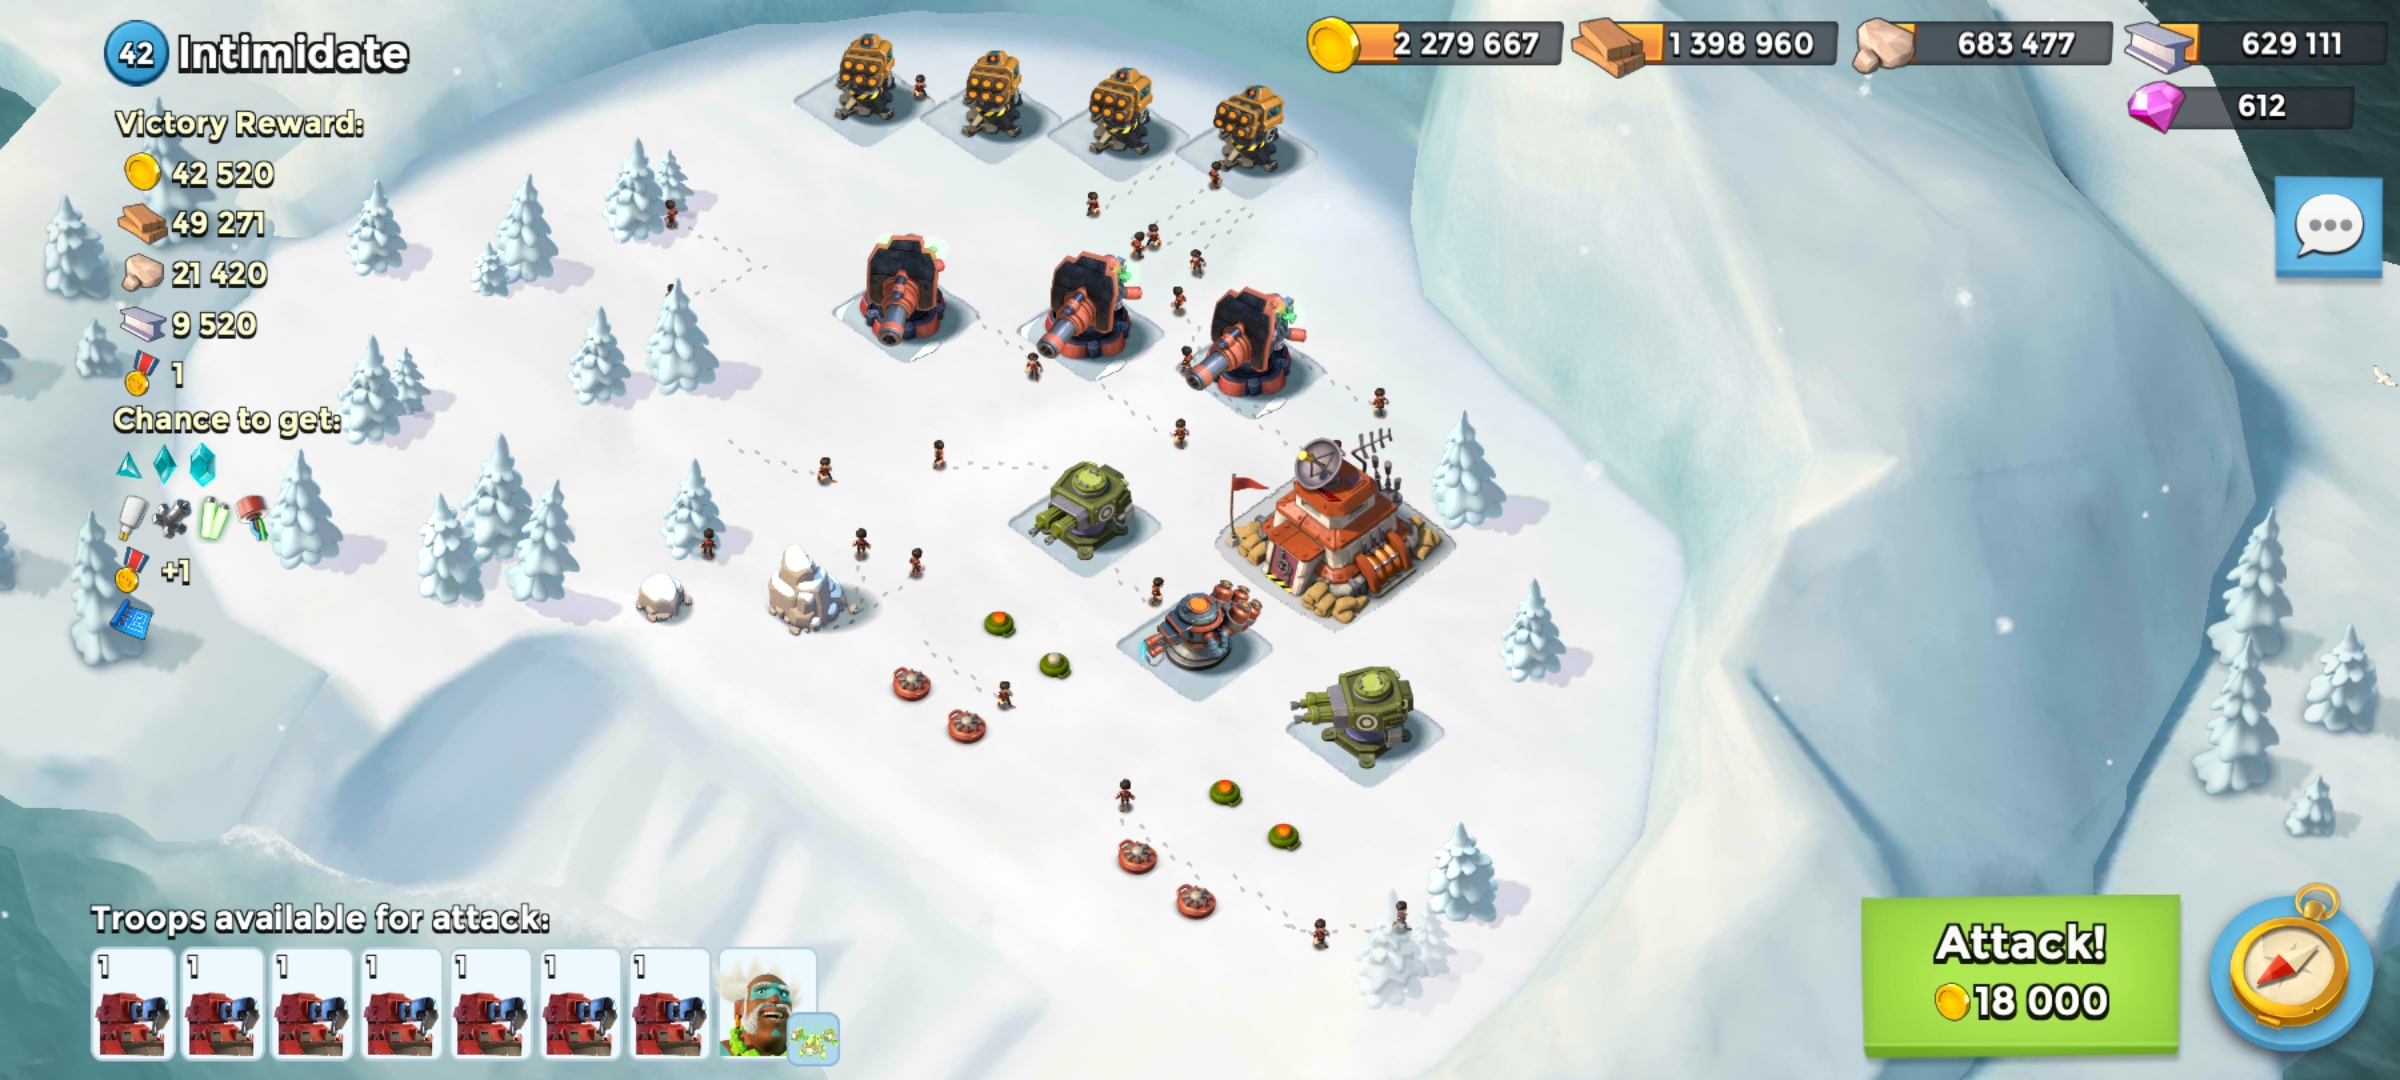 42 Intimidate
2 279 667
1 398 960
683 477
629 111
612
Victory Reward:
42 520
49 271
21 420
9 520
1
Chance to get:
+1
Troops available for attack:
1 1 1 1 1 1 1
Attack!
18 000